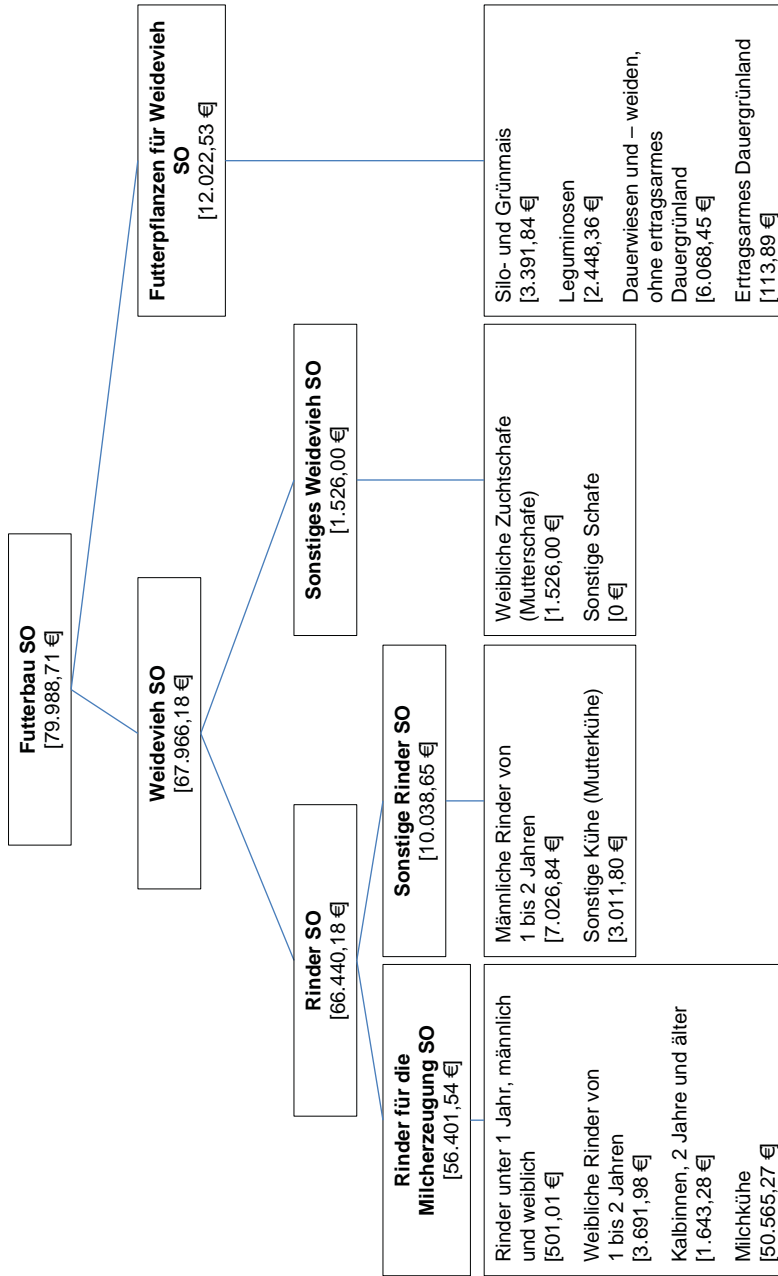 Futterbau SO
[79.988,71 €]
Weidevieh SO
[67.966,18 €]
Futterpflanzen für Weidevieh
SO
[12.022,53 €]
Rinder SO
[66.440,18 €]
Sonstiges Weidevieh SO
[1.526,00 €]
Rinder für die
Milcherzeugung SO
[56.401,54 €]
Sonstige Rinder SO
[10.038,65 €]
Rinder unter 1 Jahr, männlich
und weiblich
[501,01 €]
Weibliche Rinder von
1 bis 2 Jahren
[3.691,98 €]
Kalbinnen, 2 Jahre und älter
[1.643,28 €]
Milchkühe
[50.565,27 €]
Männliche Rinder von
1 bis 2 Jahren
[7.026,84 €]
Sonstige Kühe (Mutterkühe)
[3.011,80 €]
Weibliche Zuchtschafe
(Mutterschafe)
[1.526,00 €]
Sonstige Schafe
[0 €]
Silo- und Grünmais
[3.391,84 €]
Leguminosen
[2.448,36 €]
Dauerwiesen und – weiden,
ohne ertragsarmes
Dauergrünland
[6.068,45 €]
Ertragsarmes Dauergrünland
[113,89 €]